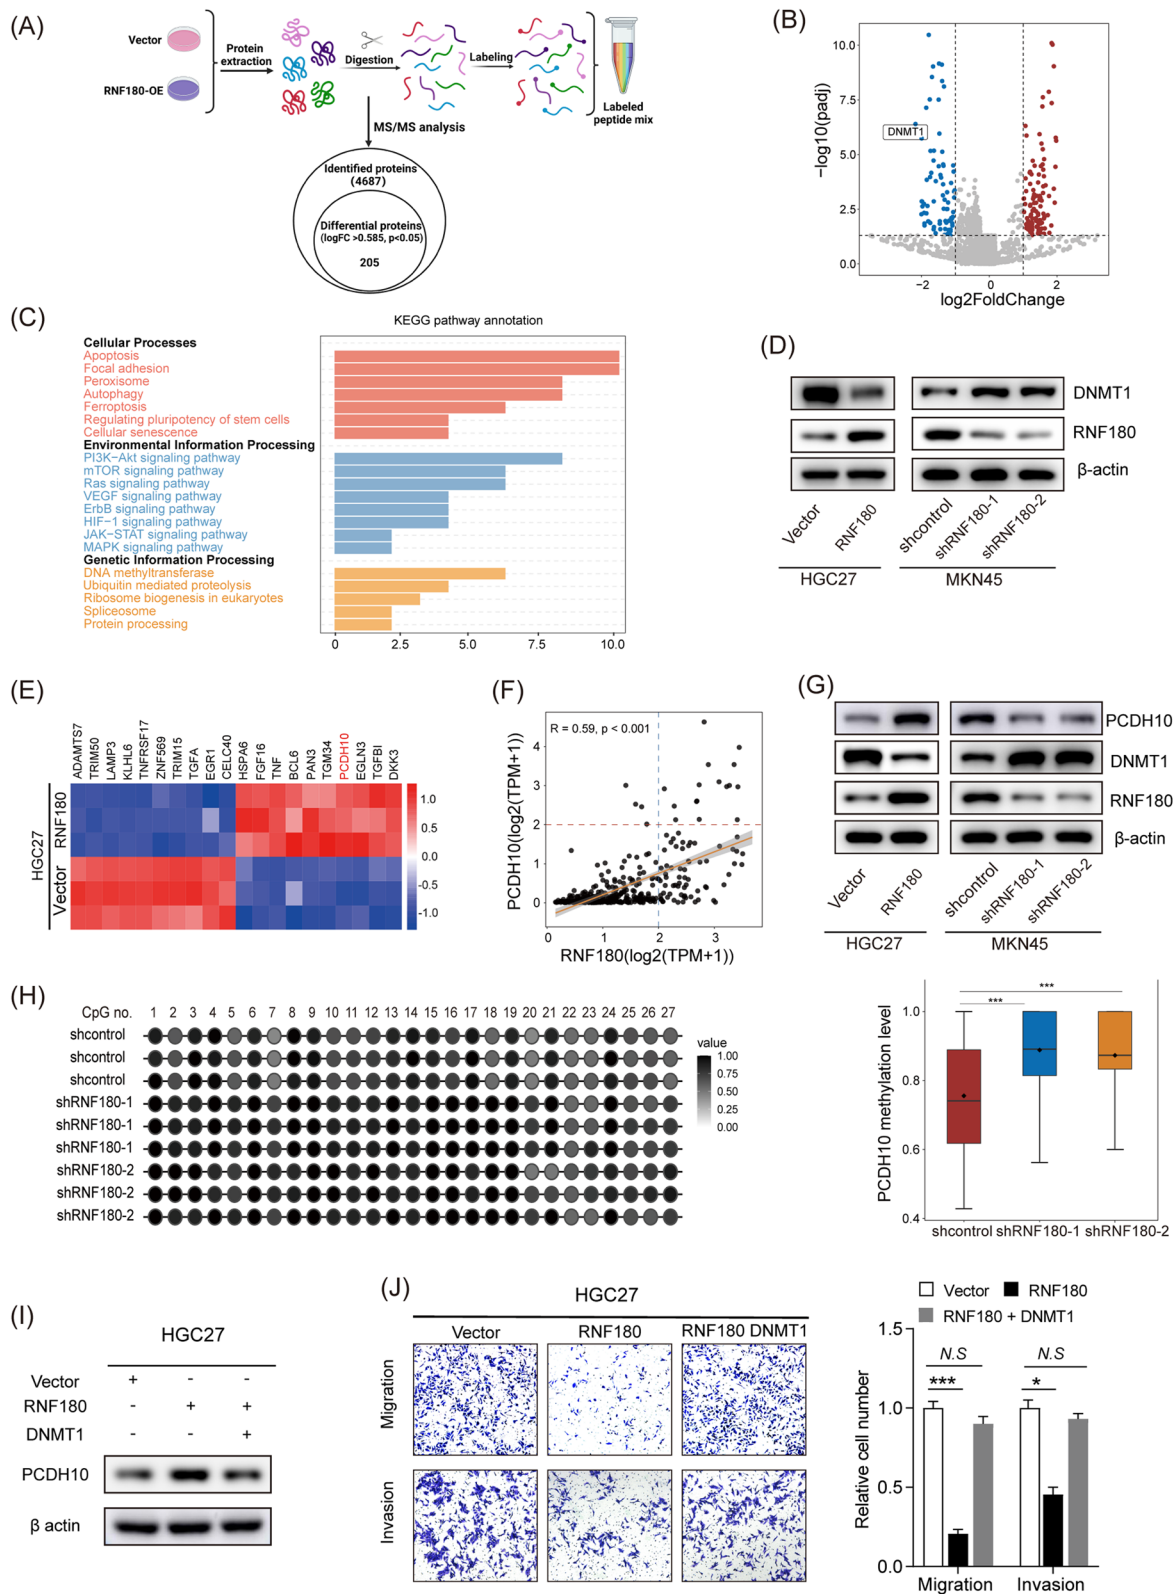 (A)
Vector
RNF180-OE
Protein
extraction
Digestion
Labeling
Labeled
peptide mix
MS/MS analysis
Identified proteins
(4687)
Differential proteins
(logFC >0.585, p<0.05)
205
(B)
DNMT1
−log10(padj)
10.0
7.5
5.0
2.5
0.0
−2
0
2
log2FoldChange
(C)
KEGG pathway annotation
Cellular Processes
Apoptosis
Focal adhesion
Peroxisome
Autophagy
Ferroptosis
Regulating pluripotency of stem cells
Cellular senescence
Environmental Information Processing
PI3K−Akt signaling pathway
mTOR signaling pathway
Ras signaling pathway
VEGF signaling pathway
ErbB signaling pathway
HIF−1 signaling pathway
JAK−STAT signaling pathway
MAPK signaling pathway
Genetic Information Processing
DNA methyltransferase
Ubiquitin mediated proteolysis
Ribosome biogenesis in eukaryotes
Spliceosome
Protein processing
0 2.5 5.0 7.5 10.0
(D)
DNMT1
RNF180
β-actin
Vector RNF180 shcontrol shRNF180-1 shRNF180-2
HGC27 MKN45
(E)
ADAMTS7 TRIM50 LAMP3 KLHL6 TNFRSF17 ZNF569 TRIM15 TGFA EGR1 CELC40 HSPA6 FGF16 TNF BCL6 PAN3 TGM34 PCDH10 EGLN3 TGFBI DKK3
HGC27
RNF180
Vector
1.0
0.5
0.0
-0.5
-1.0
(F)
R = 0.59, p < 0.001
PCDH10(log2(TPM+1))
4
3
2
1
0
0 1 2 3
RNF180(log2(TPM+1))
(G)
PCDH10
DNMT1
RNF180
β-actin
Vector RNF180 shcontrol shRNF180-1 shRNF180-2
HGC27 MKN45
(H)
CpG no. 1 2 3 4 5 6 7 8 9 10 11 12 13 14 15 16 17 18 19 20 21 22 23 24 25 26 27
shcontrol
shcontrol
shcontrol
shRNF180-1
shRNF180-1
shRNF180-1
shRNF180-2
shRNF180-2
shRNF180-2
value
1.00
0.75
0.50
0.25
0.00
PCDH10 methylation level
1.0
0.8
0.6
0.4
***
***
shcontrol shRNF180-1 shRNF180-2
(I)
HGC27
Vector + - -
RNF180 - + +
DNMT1 - - +
PCDH10
β actin
(J)
HGC27
Vector RNF180 RNF180 DNMT1
Migration
Invasion
Vector RNF180
RNF180 + DNMT1
Relative cell number
1.5
1.0
0.5
0.0
N.S
***
N.S
*
Migration Invasion